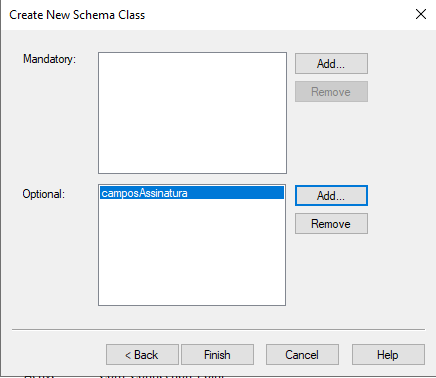 Create New Schema Class
Mandatory:
Add...
Remove
Optional:
camposAssinatura
Add...
Remove
< Back
Finish
Cancel
Help